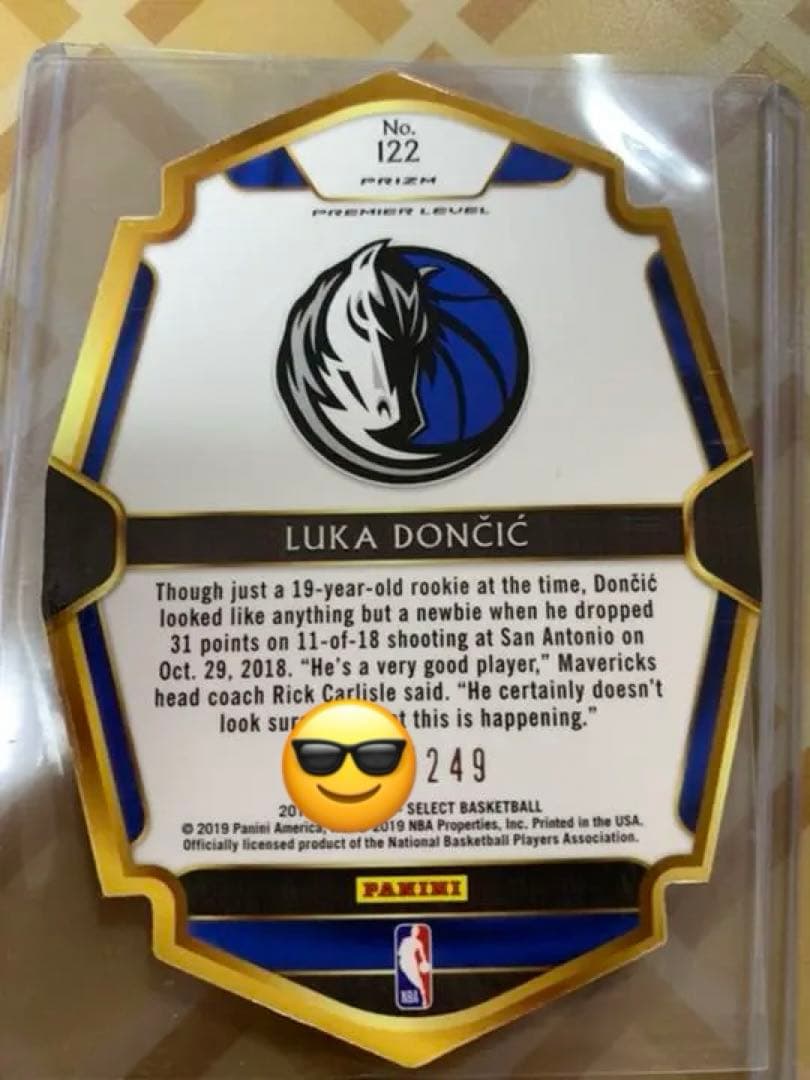 No.
122
PRIZM
PREMIER LEVEL
LUKA DONČIĆ
Though just a 19-year-old rookie at the time, Dončić
looked like anything but a newbie when he dropped
31 points on 11-of-18 shooting at San Antonio on
Oct. 29, 2018. “He’s a very good player,” Mavericks
head coach Rick Carlisle said. “He certainly doesn’t
look this is happening.”
249
SELECT BASKETBALL
© 2019 Panini America, 2019 NBA Properties, Inc. Printed in the USA.
Officially licensed product of the National Basketball Players Association.
PANINI
NBA